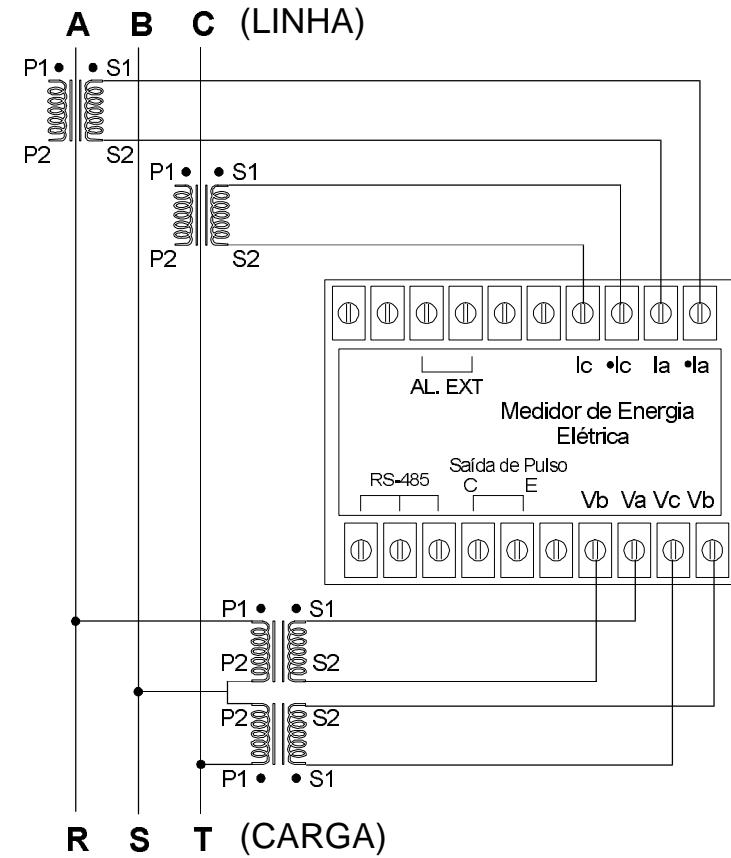 A B C (LINHA)
P1 • • S1
P2 S2
P1 • • S1
P2 S2
Ic •Ic Ia •Ia
AL. EXT
Medidor de Energia
Elétrica
Saída de Pulso
RS-485 C E
Vb Va Vc Vb
P1 • • S1
P2 S2
P2 S2
P1 • • S1
R S T (CARGA)